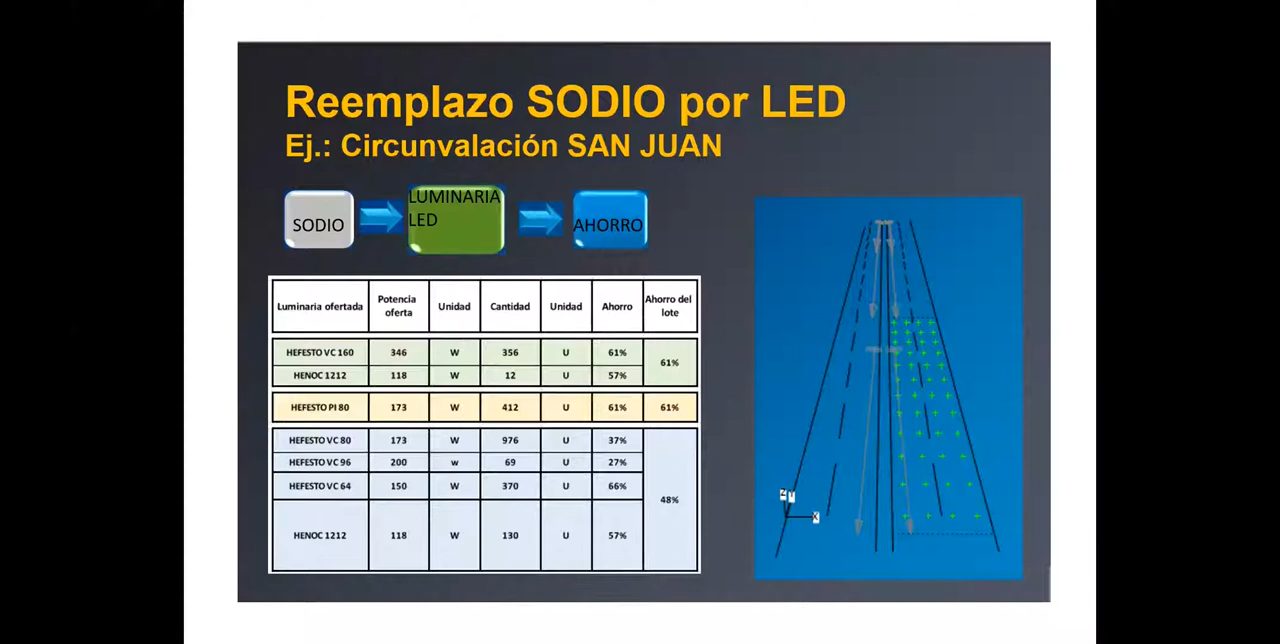 Reemplazo SODIO por LED
Ej.: Circunvalación SAN JUAN
SODIO
LUMINARIA
LED
AHORRO
Luminaria ofertada Potencia oferta Unidad Cantidad Unidad Ahorro Ahorro del lote
HEFESTO VC 160 346 W 356 U 61% 61%
HENOC 1212 118 W 12 U 57%
HEFESTO PI 80 173 W 412 U 61% 61%
HEFESTO VC 80 173 W 976 U 37% 48%
HEFESTO VC 96 200 w 69 U 27%
HEFESTO VC 64 150 W 370 U 66%
HENOC 1212 118 W 130 U 57%
Z Y
X